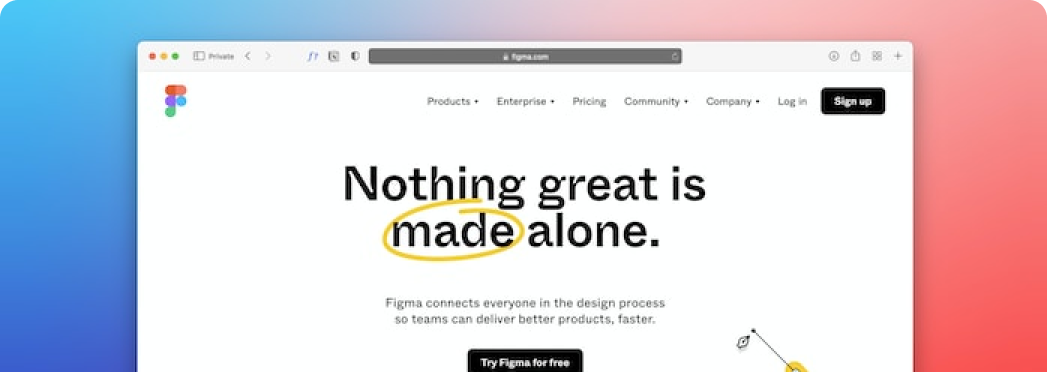 Private
figma.com
Products
Enterprise
Pricing
Community
Company
Log in
Sign up
Nothing great is
made alone.
Figma connects everyone in the design process
so teams can deliver better products, faster.
Try Figma for free